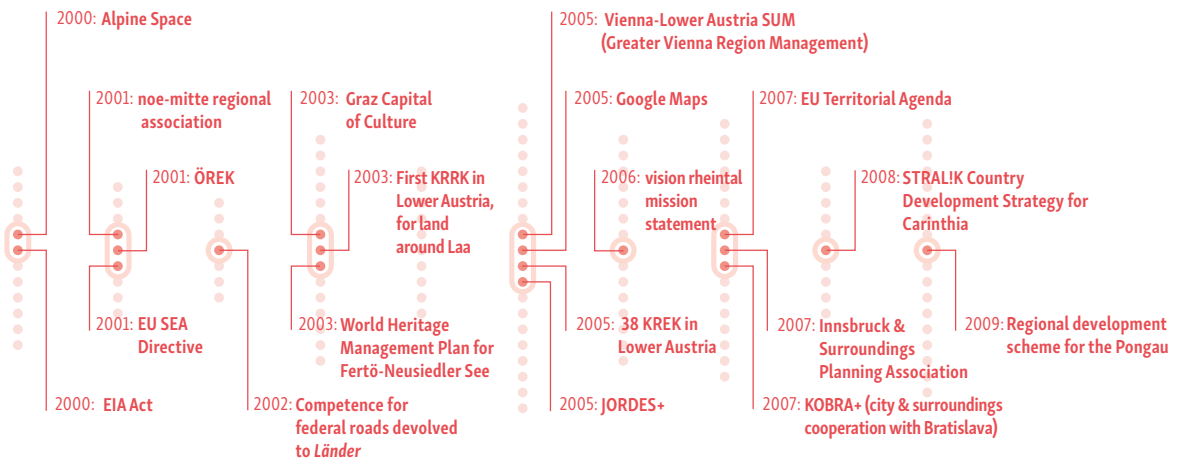 2000: Alpine Space
2005: Vienna-Lower Austria SUM
(Greater Vienna Region Management)
2001: noe-mitte regional
association
2003: Graz Capital
of Culture
2005: Google Maps
2007: EU Territorial Agenda
2001: ÖREK
2003: First KRRK in
Lower Austria,
for land
around Laa
2006: vision rheintal
mission
statement
2008: STRAL!K Country
Development Strategy for
Carinthia
2001: EU SEA
Directive
2003: World Heritage
Management Plan for
Fertö-Neusiedler See
2005: 38 KREK in
Lower Austria
2007: Innsbruck &
Surroundings
Planning Association
2009: Regional development
scheme for the Pongau
2000: EIA Act
2002: Competence for
federal roads devolved
to Länder
2005: JORDES+
2007: KOBRA+ (city & surroundings
cooperation with Bratislava)